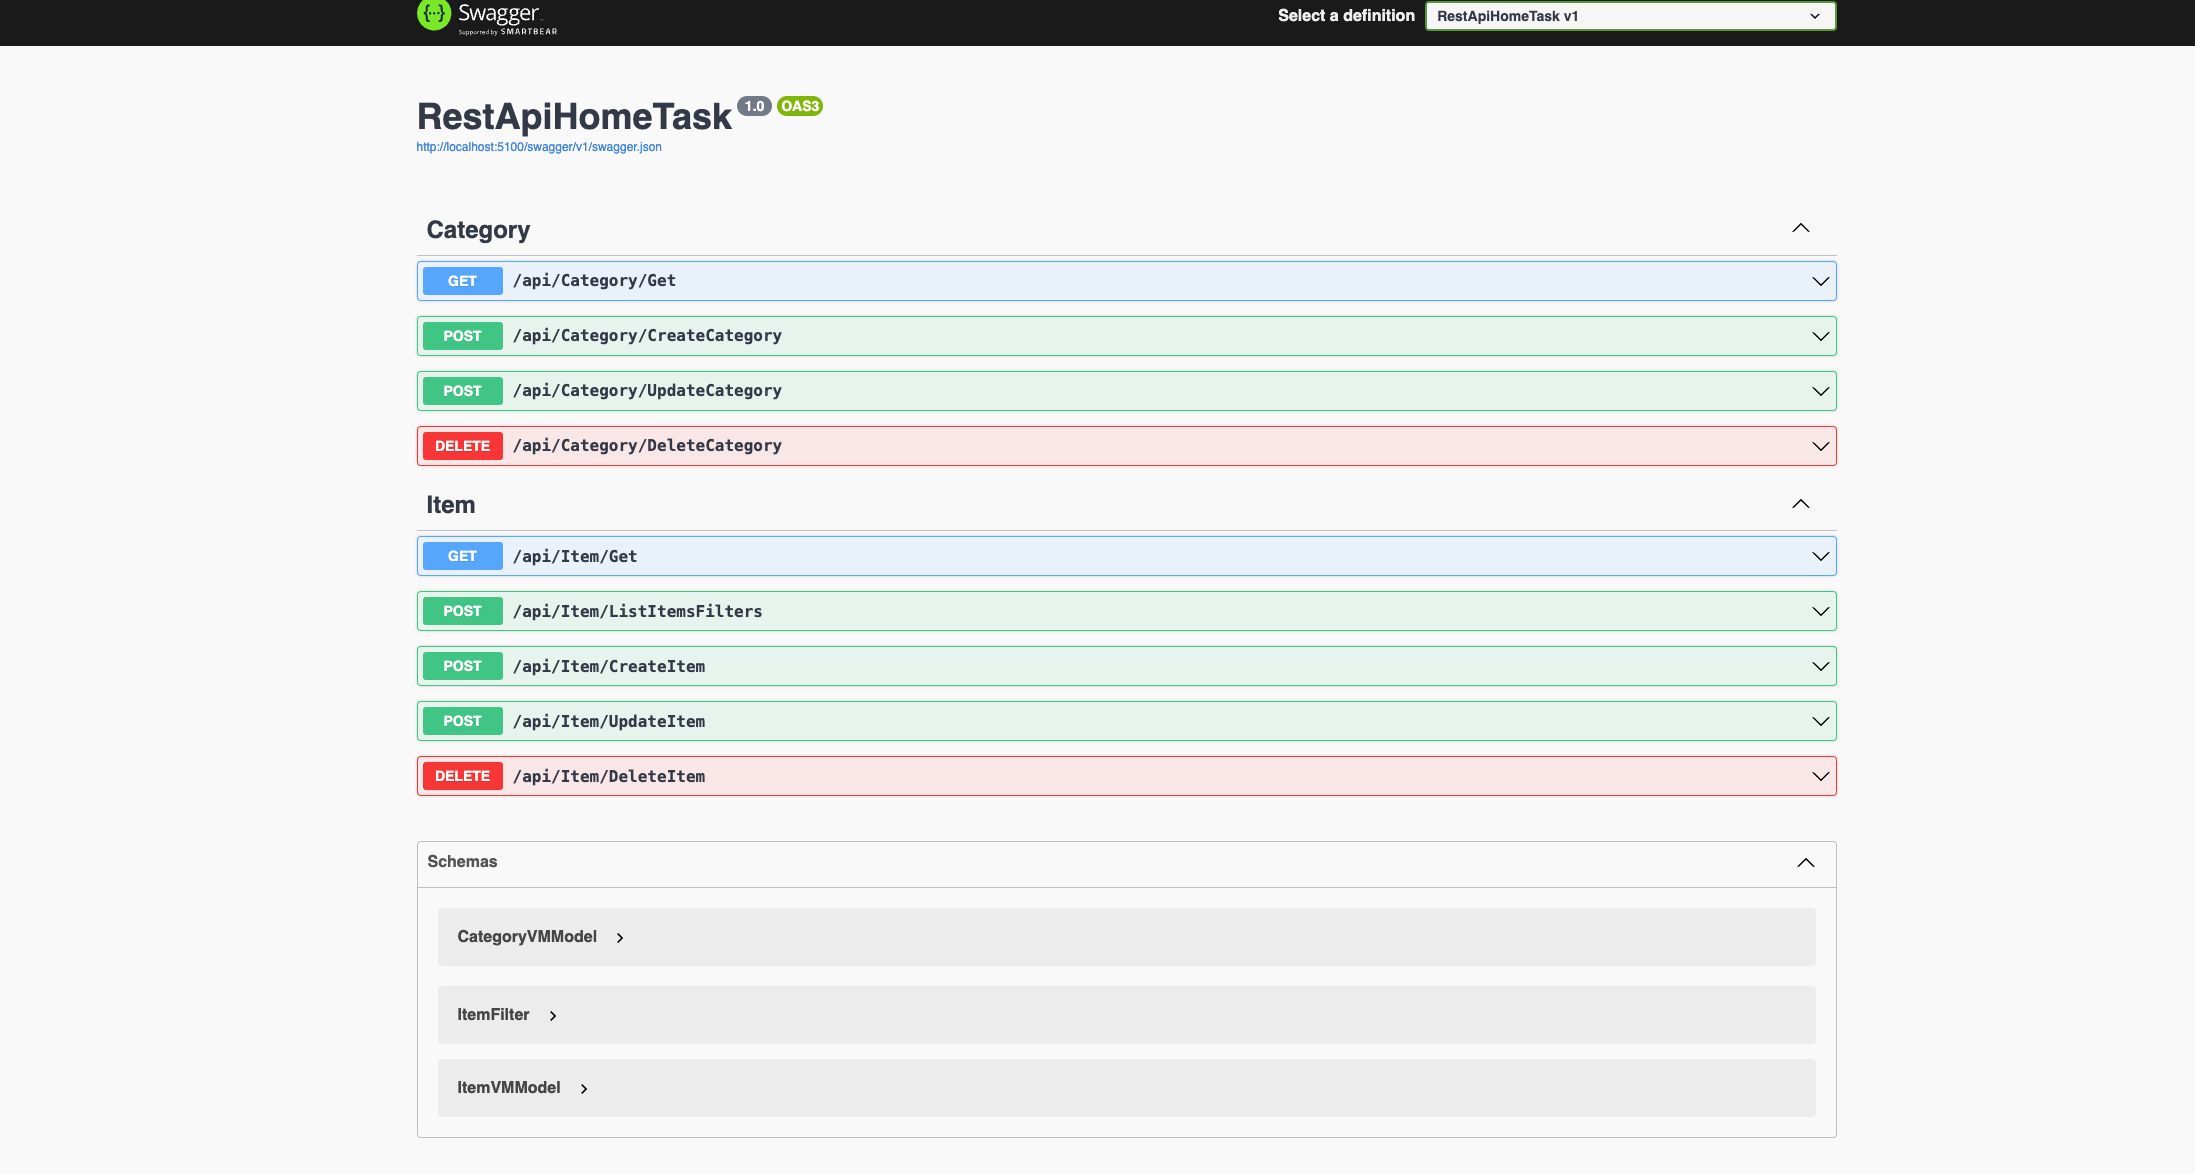 Swagger
Supported by SMARTBEAR
Select a definition
RestApiHomeTask v1
RestApiHomeTask 1.0 OAS3
http://localhost:5100/swagger/v1/swagger.json
Category
GET /api/Category/Get
POST /api/Category/CreateCategory
POST /api/Category/UpdateCategory
DELETE /api/Category/DeleteCategory
Item
GET /api/Item/Get
POST /api/Item/ListItemsFilters
POST /api/Item/CreateItem
POST /api/Item/UpdateItem
DELETE /api/Item/DeleteItem
Schemas
CategoryVMModel
ItemFilter
ItemVMModel